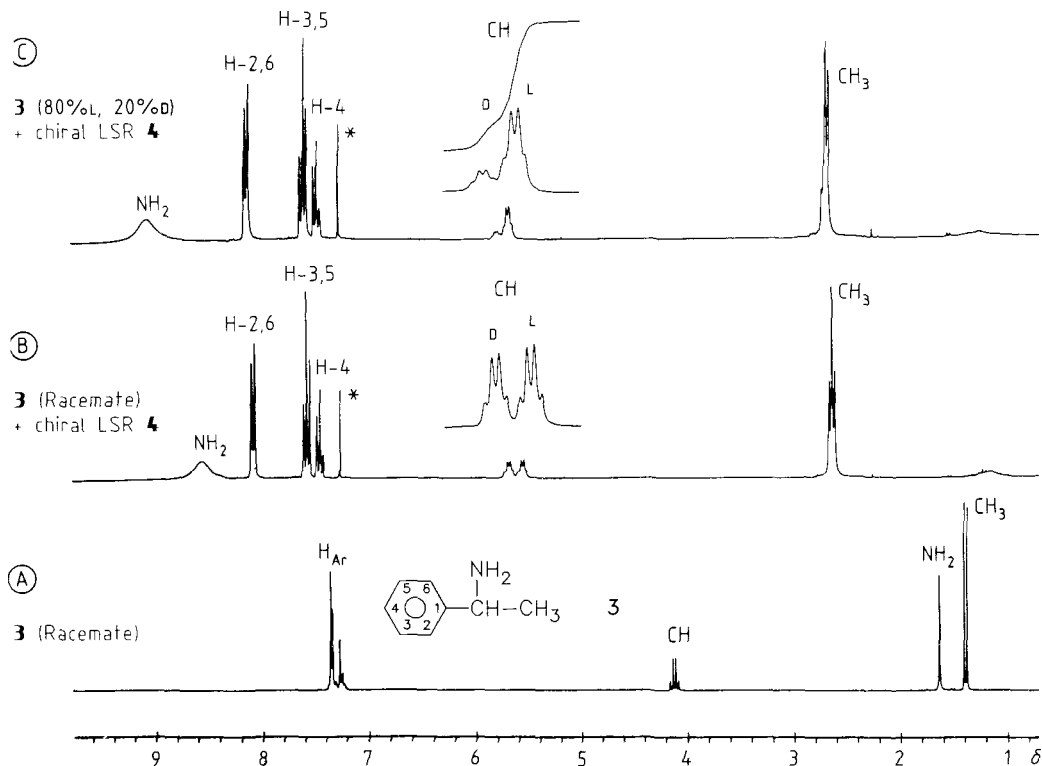 C
3 (80%L, 20%D)
+ chiral LSR 4
NH2
H-2,6
H-3,5
H-4
*
CH
D
L
CH3
B
3 (Racemate)
+ chiral LSR 4
NH2
H-2,6
H-3,5
H-4
*
CH
D
L
CH3
A
3 (Racemate)
HAr
NH2
5 6
4 1 CH-CH3
3 2
3
CH
NH2
CH3
9 8 7 6 5 4 3 2 1 δ